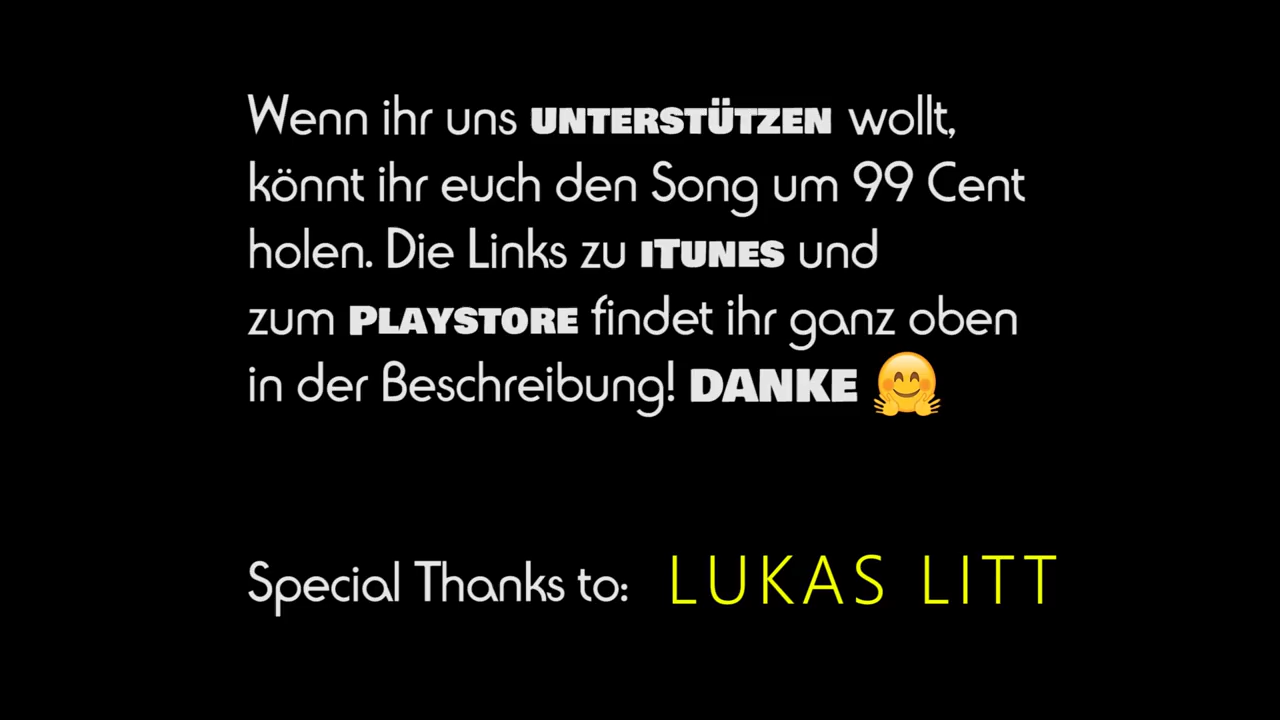 Wenn ihr uns UNTERSTÜTZEN wollt,
könnt ihr euch den Song um 99 Cent
holen. Die Links zu iTUNES und
zum PLAYSTORE findet ihr ganz oben
in der Beschreibung! DANKE 🤗
Special Thanks to: LUKAS LITT